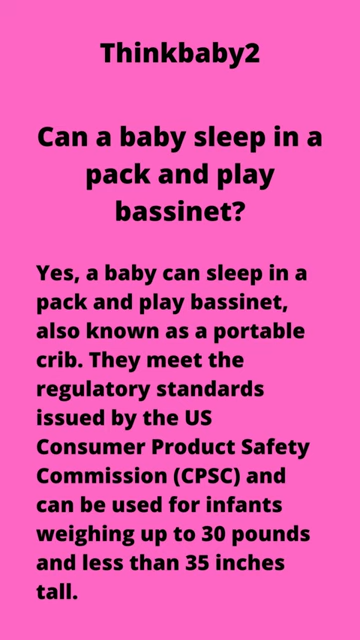 Thinkbaby2
Can a baby sleep in a
pack and play
bassinet?
Yes, a baby can sleep in a
pack and play bassinet,
also known as a portable
crib. They meet the
regulatory standards
issued by the US
Consumer Product Safety
Commission (CPSC) and
can be used for infants
weighing up to 30 pounds
and less than 35 inches
tall.